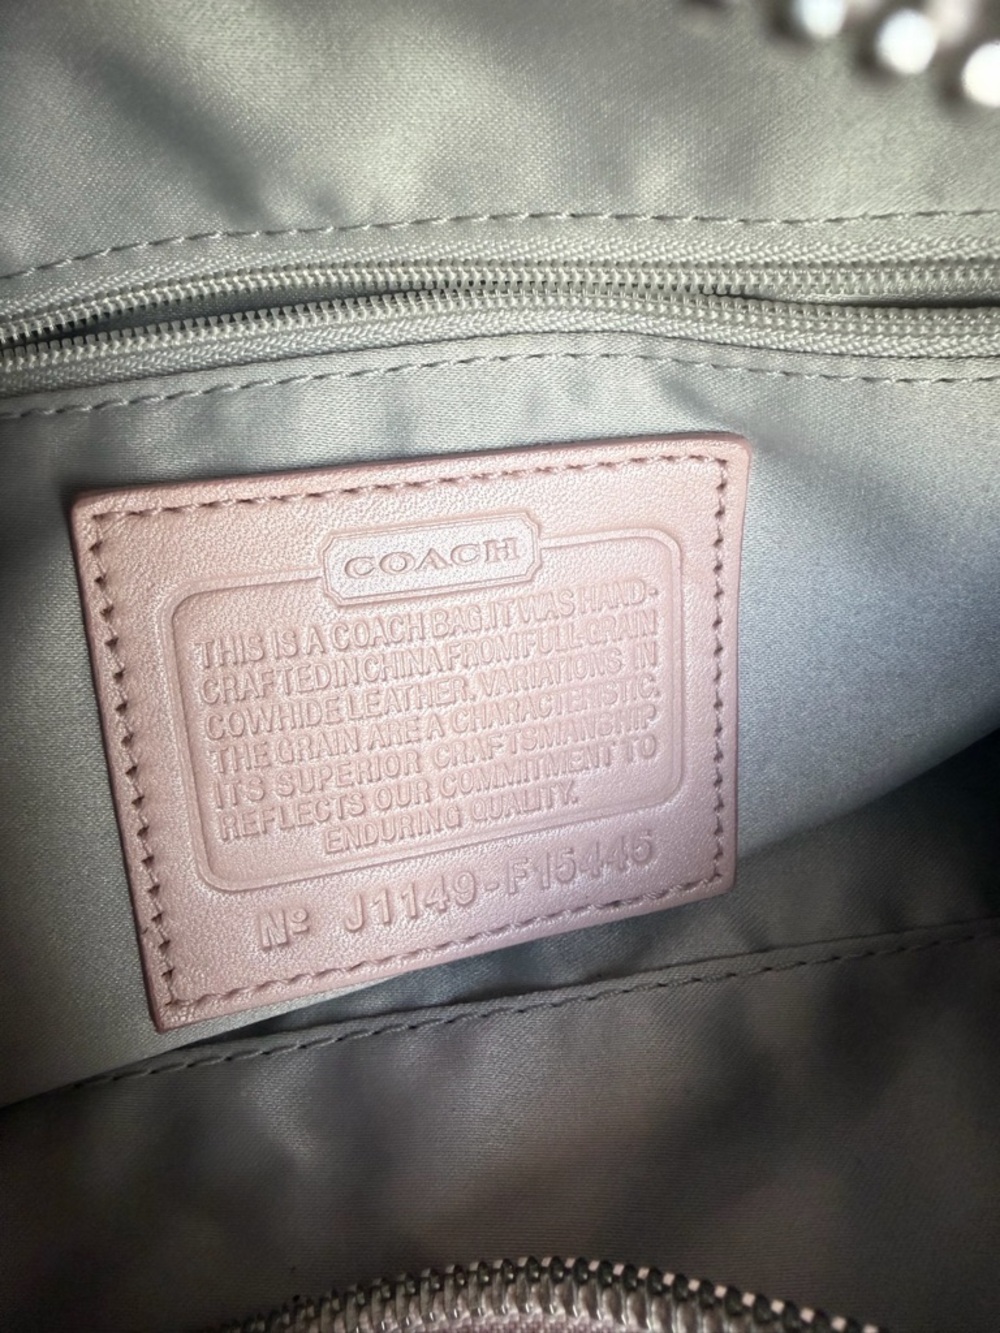 COACH
THIS IS A COACH BAG. IT WAS HAND-
CRAFTED IN CHINA FROM FULL GRAIN
COWHIDE LEATHER. VARIATIONS IN
THE GRAIN ARE A CHARACTERISTIC.
ITS SUPERIOR CRAFTSMANSHIP
REFLECTS OUR COMMITMENT TO
ENDURING QUALITY.
Nº J1149-F15445